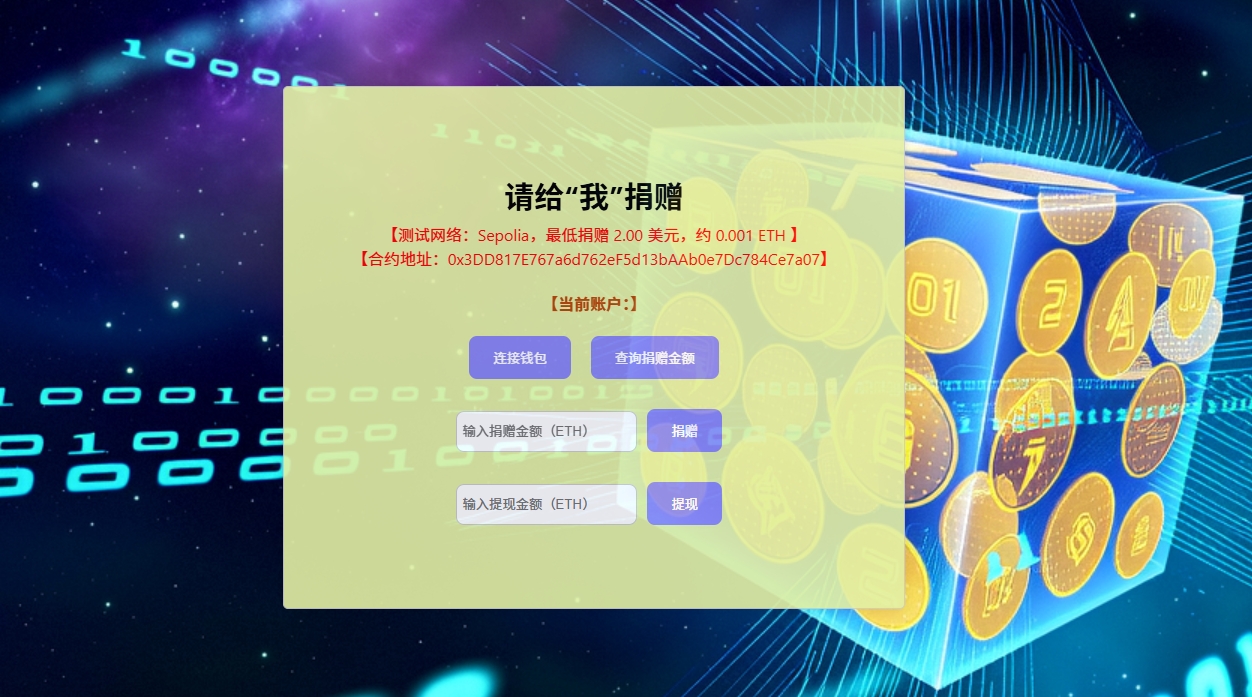 100001
11031
请给“我”捐赠
【测试网络：Sepolia，最低捐赠 2.00 美元，约 0.001 ETH 】
【合约地址：0x3DD817E767a6d762eF5d13bAAb0e7Dc784Ce7a07】
【当前账户：】
连接钱包 查询捐赠金额
输入捐赠金额（ETH） 捐赠
输入提现金额（ETH） 提现